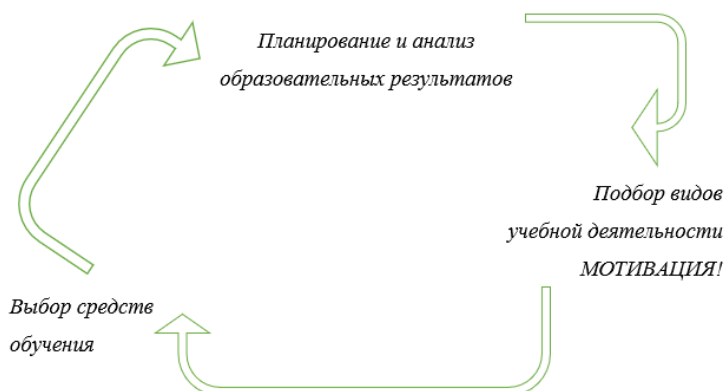 Планирование и анализ
образовательных результатов
Подбор видов
учебной деятельности
МОТИВАЦИЯ!
Выбор средств
обучения